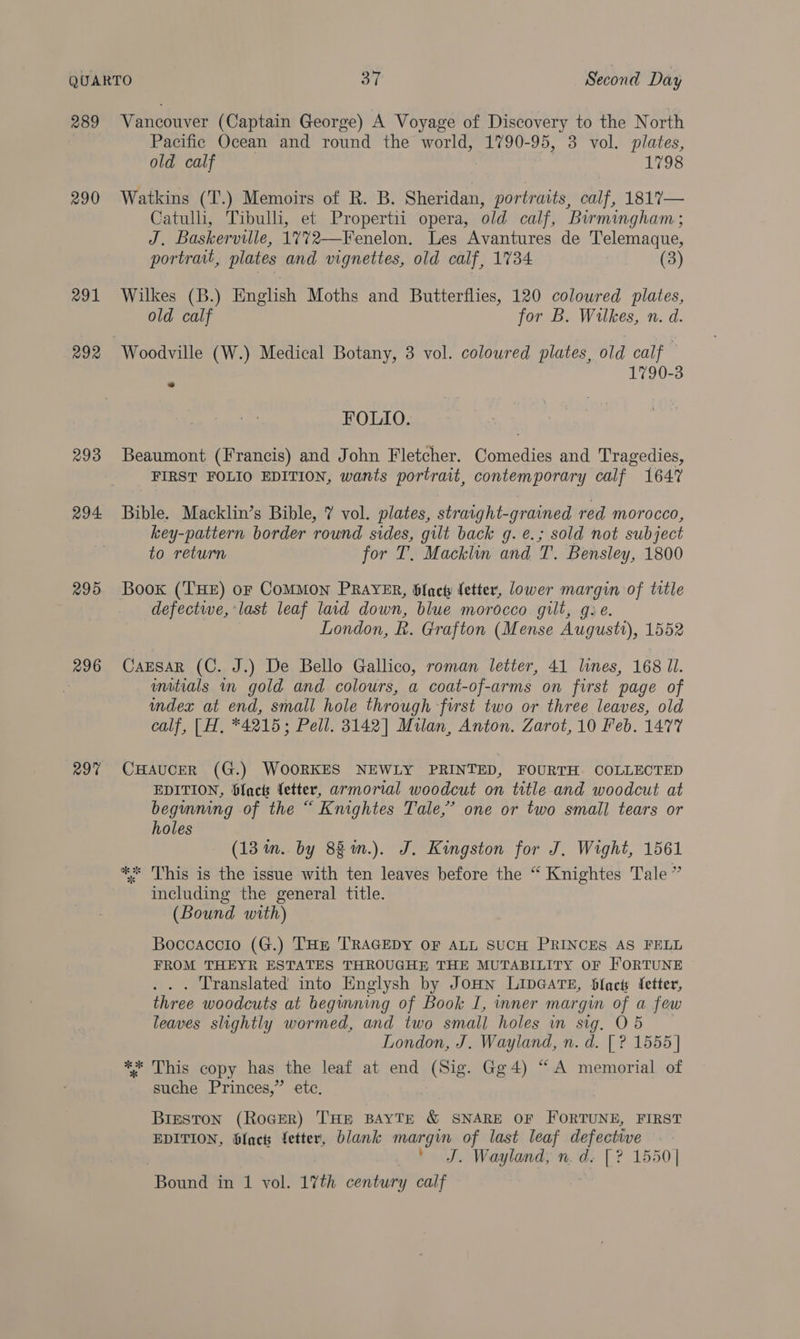 QUARTO 37 Second Day
289 Vancouver (Captain George) A Voyage of Discovery to the North
Pacific Ocean and round the world, 1790-95, 3 vol. plates,
old calf 1798
290 Watkins (T.) Memoirs of R. B. Sheridan, portraits, calf, 1817—
Catulli, Tibulli, et Propertii opera, old calf, Birmingham;
J. Baskerville, 1772—Fenelon. Les Avantures de Telemaque,
portrait, plates and vignettes, old calf, 1734 (3)
291 Wilkes (B.) English Moths and Butterflies, 120 coloured plates,
old calf for B. Wilkes, n. d.
292 Woodville (W.) Medical Botany, 3 vol. coloured plates, old calf
1790-3
FOLIO.
293 Beaumont (Francis) and John Fletcher. Comedies and Tragedies,
FIRST FOLIO EDITION, wants portrait, contemporary calf 1647
294 Bible. Macklin's Bible, 7 vol. plates, straight-grained red morocco,
key-pattern border round sides, gilt back g. e.; sold not subject
to return for T. Macklin and T. Bensley, 1800
295 BOOK (THE) OF COMMON PRAYER, black letter, lower margin of title
defective, last leaf laid down, blue morocco gilt, g. e.
London, R. Grafton (Mense Augusti), 1552
296 CAESAR (C. J.) De Bello Gallico, roman letter, 41 lines, 168 ll.
initials in gold and colours, a coat-of-arms on first page of
index at end, small hole through first two or three leaves, old
calf, [H. *4215; Pell. 3142] Milan, Anton. Zarot, 10 Feb. 1477
297 CHAUCER (G.) WOORKES NEWLY PRINTED, FOURTH COLLECTED
EDITION, black letter, armorial woodcut on title and woodcut at
beginning of the "Knightes Tale," one or two small tears or
holes
(13 in. by 8⅝ in.). J. Kingston for J. Wight, 1561
*** This is the issue with ten leaves before the "Knightes Tale"
including the general title.
(Bound with)
BOCCACCIO (G.) THE TRAGEDY OF ALL SUCH PRINCES AS FELL
FROM THEYR ESTATES THROUGHE THE MUTABILITY OF FORTUNE
... Translated into Englysh by JOHN LIDGATE, black letter,
three woodcuts at beginning of Book I, inner margin of a few
leaves slightly wormed, and two small holes in sig. O 5
London, J. Wayland, n. d. [? 1555]
*** This copy has the leaf at end (Sig. Gg 4) "A memorial of
suche Princes," etc.
BIESTON (ROGER) THE BAYTE & SNARE OF FORTUNE, FIRST
EDITION, black letter, blank margin of last leaf defective
J. Wayland, n. d. [? 1550]
Bound in 1 vol. 17th century calf